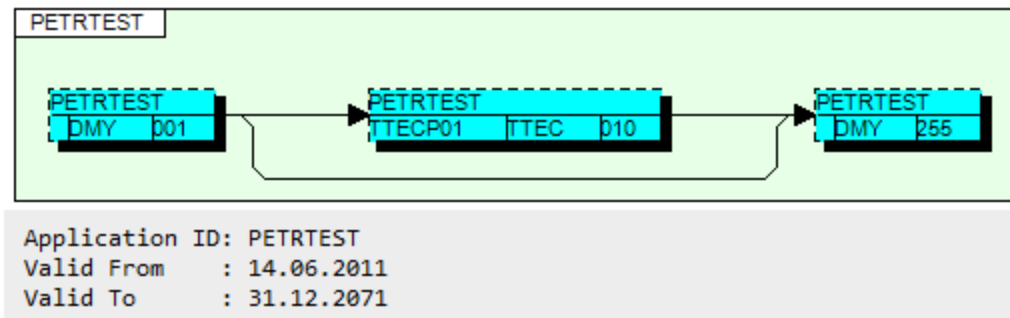 PETRTEST
PETRTEST
DMY 001
PETRTEST
TTECP01 TTEC 010
PETRTEST
DMY 255
Application ID: PETRTEST
Valid From : 14.06.2011
Valid To : 31.12.2071